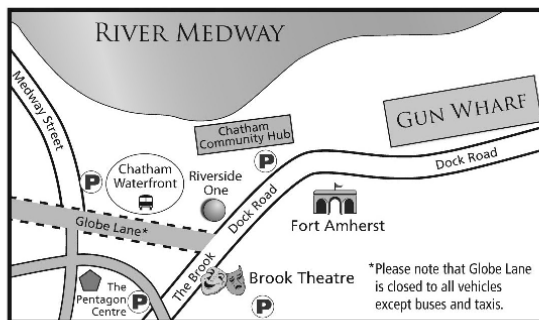 RIVER MEDWAY
Medway Street
Chatham
Community Hub
GUN WHARF
P
P
Chatham
Waterfront
Riverside
One
Dock Road
Dock Road
Fort Amherst
Globe Lane*
The Brook
Brook Theatre
The
Pentagon
Centre
P
P
*Please note that Globe Lane
is closed to all vehicles
except buses and taxis.